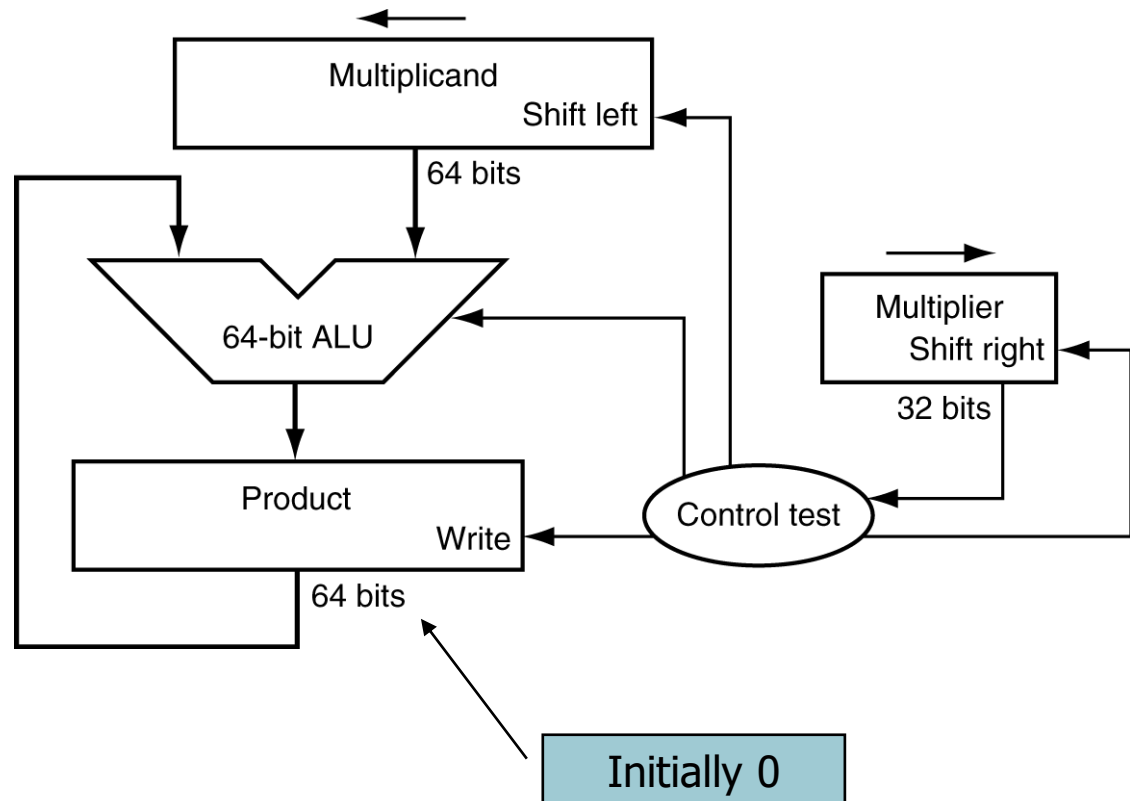 Multiplicand
Shift left
64 bits
64-bit ALU
Multiplier
Shift right
32 bits
Product
Write
Control test
64 bits
Initially 0